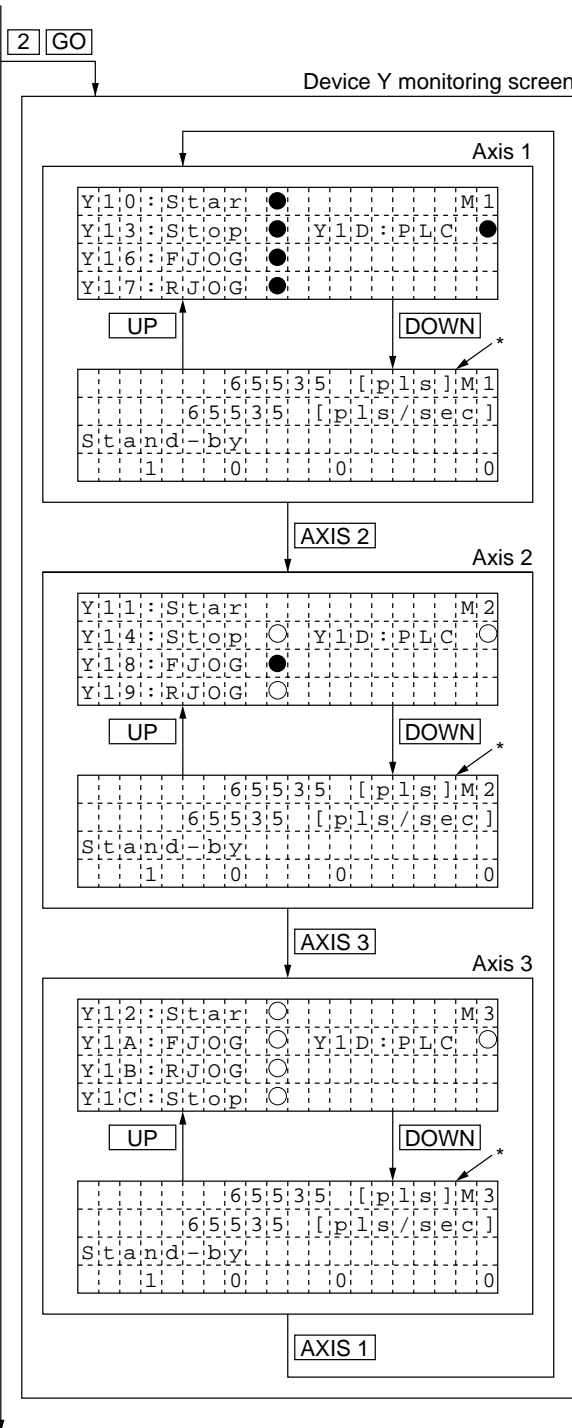 2 GO
Device Y monitoring screen
Axis 1
Y10:Star ● M1
Y13:Stop ● Y1D:PLC ●
Y16:FJOG ●
Y17:RJOG ●
UP DOWN
*
65535 [pls]M1
65535 [pls/sec]
Stand-by
1 0 0 0
AXIS 2
Axis 2
Y11:Star M2
Y14:Stop ○ Y1D:PLC ○
Y18:FJOG ●
Y19:RJOG ○
UP DOWN
*
65535 [pls]M2
65535 [pls/sec]
Stand-by
1 0 0 0
AXIS 3
Axis 3
Y12:Star ○ M3
Y1A:FJOG ○ Y1D:PLC ○
Y1B:RJOG ○
Y1C:Stop ○
UP DOWN
*
65535 [pls]M3
65535 [pls/sec]
Stand-by
1 0 0 0
AXIS 1